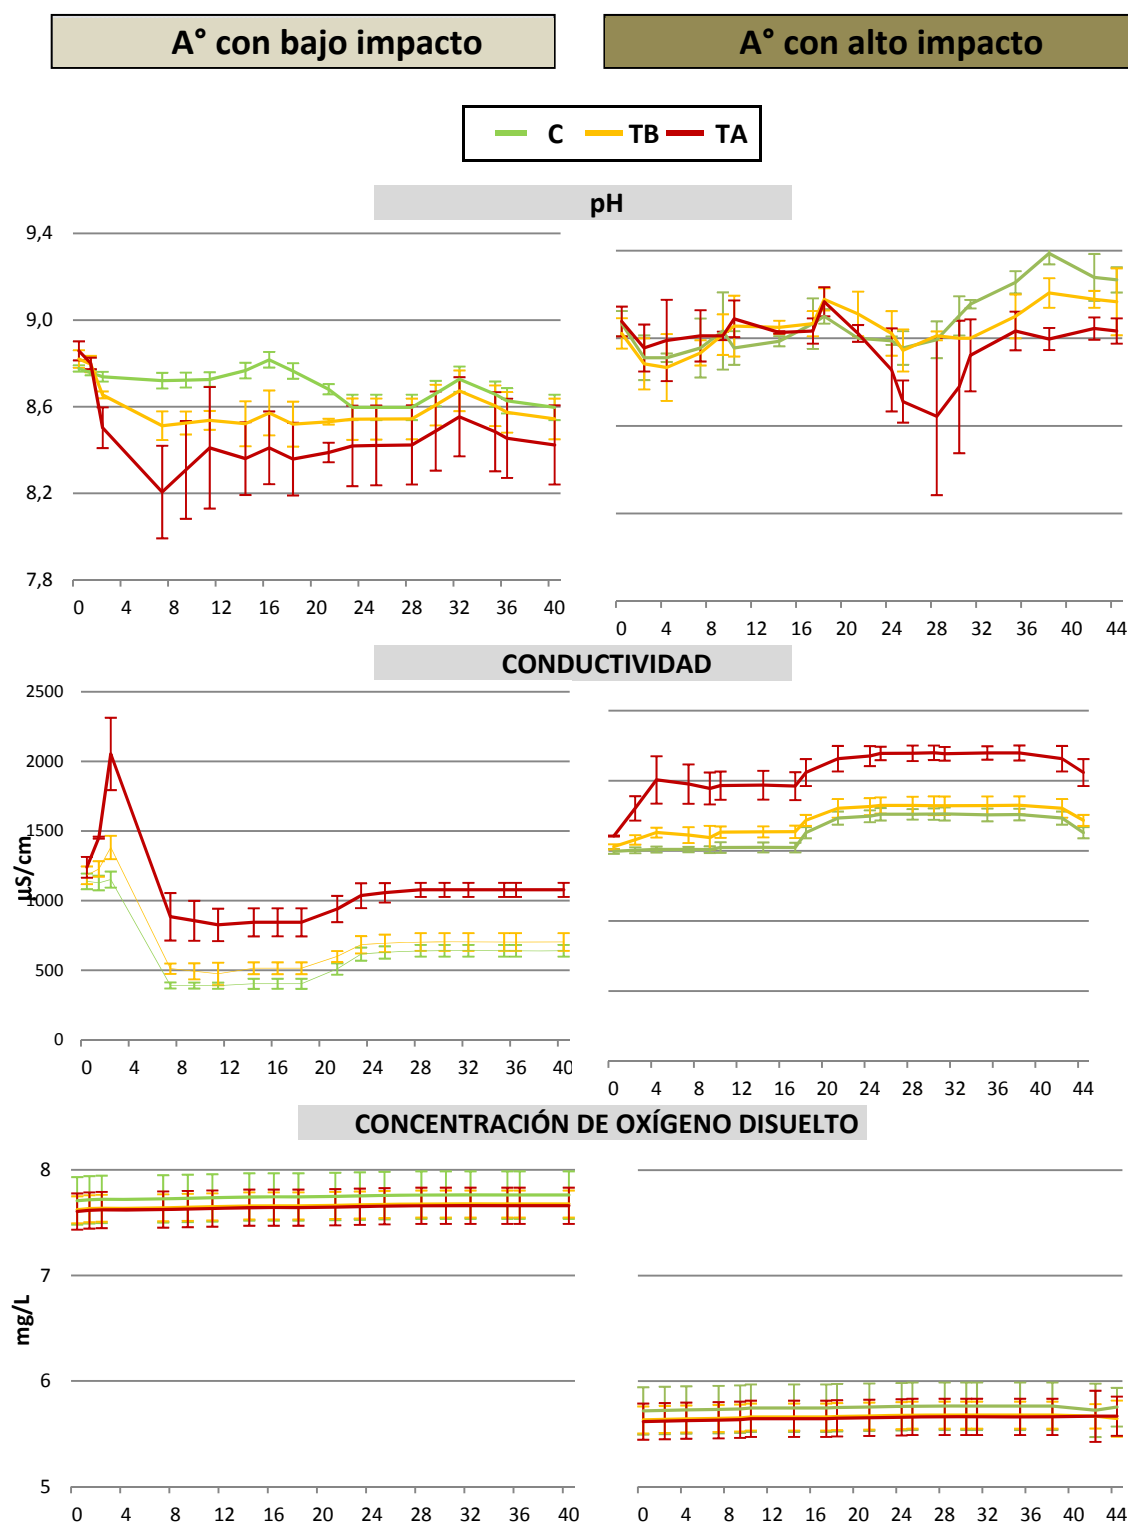 A° con bajo impacto
A° con alto impacto
C TB TA
pH
9,4
9,0
8,6
8,2
7,8
0 4 8 12 16 20 24 28 32 36 40
0 4 8 12 16 20 24 28 32 36 40 44
CONDUCTIVIDAD
µS/cm
2500
2000
1500
1000
500
0
0 4 8 12 16 20 24 28 32 36 40
0 4 8 12 16 20 24 28 32 36 40 44
CONCENTRACIÓN DE OXÍGENO DISUELTO
mg/L
8
7
6
5
0 4 8 12 16 20 24 28 32 36 40
0 4 8 12 16 20 24 28 32 36 40 44